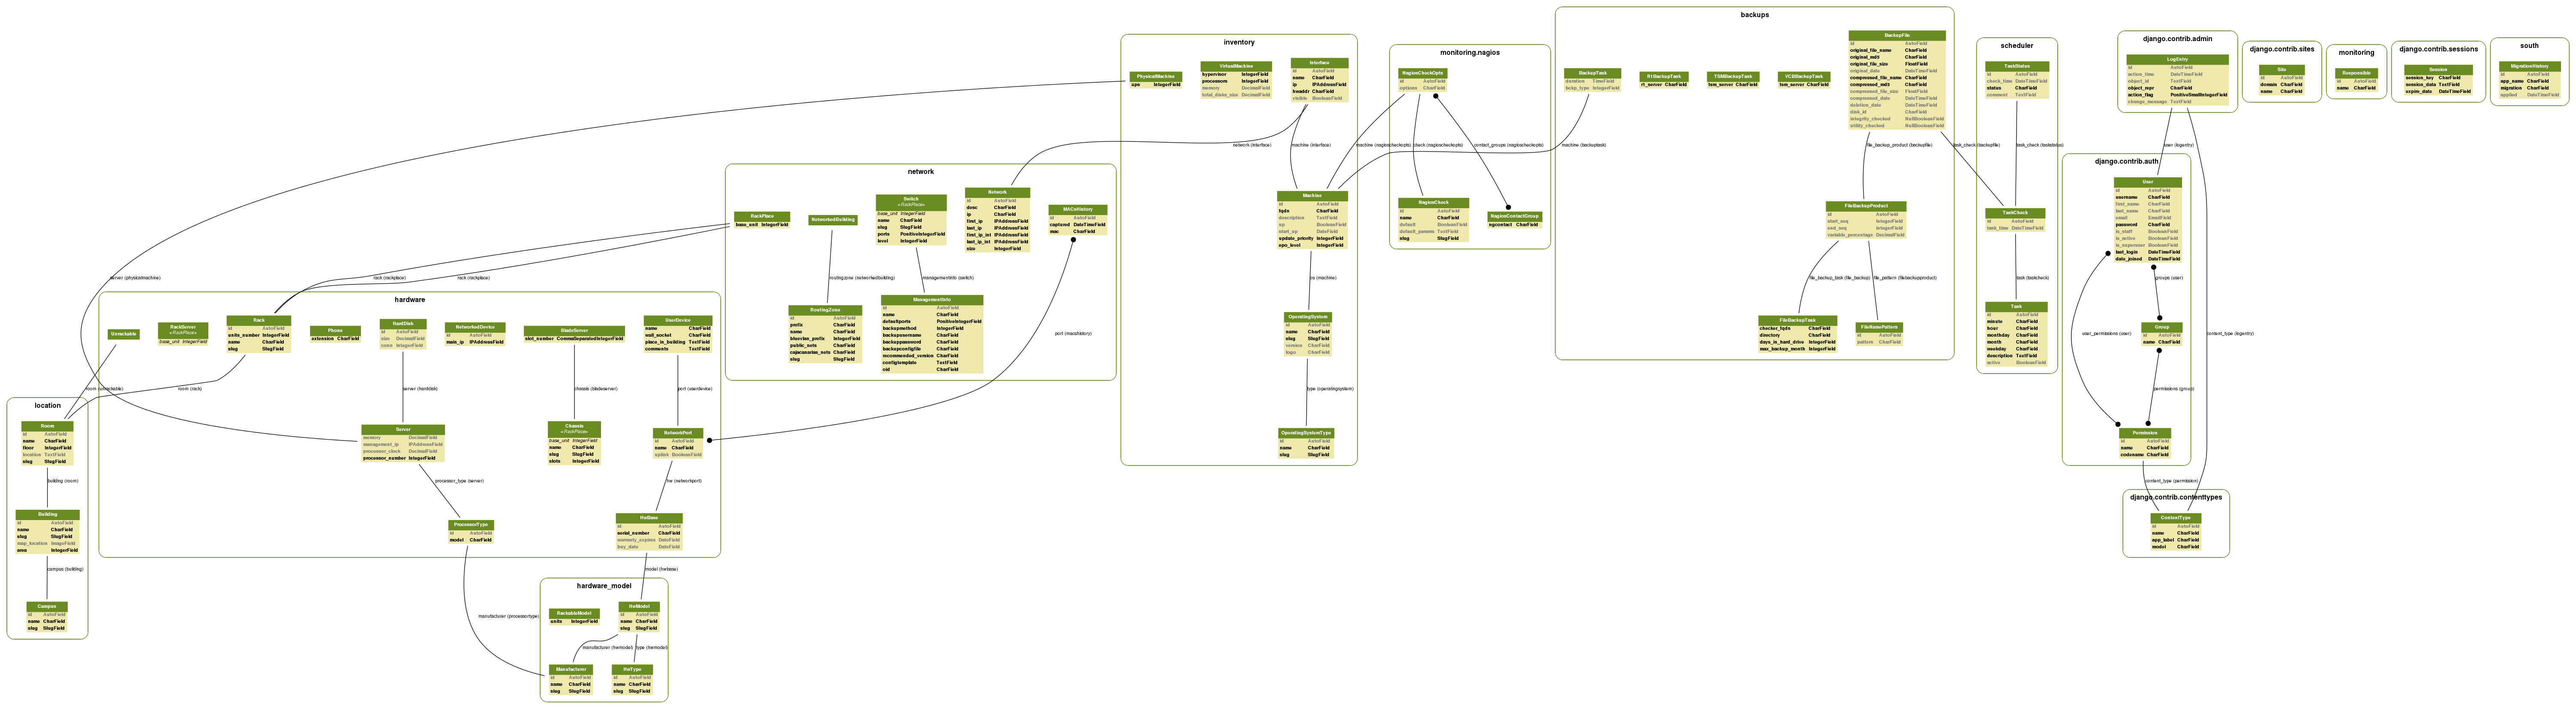 backups
BackupFile
id AutoField
original_file_name CharField
original_md5 CharField
original_file_size FloatField
original_date DateTimeField
compressed_file_name CharField
compressed_md5 CharField
compressed_file_size FloatField
compressed_date DateTimeField
deletion_date DateTimeField
disk_id CharField
integrity_checked NullBooleanField
utility_checked NullBooleanField
BackupTask
duration TimeField
bckp_type IntegerField
R1BackupTask
r1_server CharField
TSMBackupTask
tsm_server CharField
VCBBackupTask
tsm_server CharField
machine (backuptask)
file_backup_product (backupfile)
task_check (backupfile)
FileBackupProduct
id AutoField
start_seq IntegerField
end_seq IntegerField
variable_percentage DecimalField
file_backup_task (file_backup)
file_pattern (filebackupproduct)
FileBackupTask
checker_fqdn CharField
directory CharField
days_in_hard_drive IntegerField
max_backup_month IntegerField
FileNamePattern
id AutoField
pattern CharField
inventory
PhysicalMachine
ups IntegerField
VirtualMachine
hypervisor IntegerField
processors IntegerField
memory DecimalField
total_disks_size DecimalField
Interface
id AutoField
name CharField
ip IPAddressField
hwaddr CharField
visible BooleanField
network (interface)
machine (interface)
Machine
id AutoField
fqdn CharField
description TextField
up BooleanField
start_up DateField
update_priority IntegerField
epo_level IntegerField
os (machine)
OperatingSystem
id AutoField
name CharField
slug SlugField
version CharField
logo CharField
type (operatingsystem)
OperatingSystemType
id AutoField
name CharField
slug SlugField
monitoring.nagios
NagiosCheckOpts
id AutoField
options CharField
machine (nagioscheckopts)
check (nagioscheckopts)
contact_groups (nagioscheckopts)
NagiosCheck
id AutoField
name CharField
default BooleanField
default_params TextField
slug SlugField
NagiosContactGroup
ngcontact CharField
scheduler
TaskStatus
id AutoField
check_time DateTimeField
status CharField
comment TextField
task_check (taskstatus)
TaskCheck
id AutoField
task_time DateTimeField
task (taskcheck)
Task
id AutoField
minute CharField
hour CharField
monthday CharField
month CharField
weekday CharField
description TextField
active BooleanField
django.contrib.admin
LogEntry
id AutoField
action_time DateTimeField
object_id TextField
object_repr CharField
action_flag PositiveSmallIntegerField
change_message TextField
user (logentry)
content_type (logentry)
django.contrib.auth
User
id AutoField
username CharField
first_name CharField
last_name CharField
email EmailField
password CharField
is_staff BooleanField
is_active BooleanField
is_superuser BooleanField
last_login DateTimeField
date_joined DateTimeField
groups (user)
user_permissions (user)
Group
id AutoField
name CharField
permissions (group)
Permission
id AutoField
name CharField
codename CharField
content_type (permission)
django.contrib.contenttypes
ContentType
id AutoField
name CharField
app_label CharField
model CharField
django.contrib.sites
Site
id AutoField
domain CharField
name CharField
monitoring
Responsible
id AutoField
name CharField
django.contrib.sessions
Session
session_key CharField
session_data TextField
expire_date DateTimeField
south
MigrationHistory
id AutoField
app_name CharField
migration CharField
applied DateTimeField
network
RackPlace
base_unit IntegerField
NetworkedBuilding
Switch
«RackPlace»
base_unit IntegerField
name CharField
slug SlugField
ports PositiveIntegerField
level IntegerField
Network
id AutoField
desc CharField
ip CharField
first_ip IPAddressField
last_ip IPAddressField
first_ip_int IPAddressField
last_ip_int IPAddressField
size IntegerField
MACsHistory
id AutoField
captured DateTimeField
mac CharField
rack (rackplace)
rack (rackplace)
routingzone (networkedbuilding)
managementinfo (switch)
port (macshistory)
RoutingZone
id AutoField
prefix CharField
name CharField
bluevlan_prefix IntegerField
public_nets CharField
cajacanarias_nets CharField
slug SlugField
ManagementInfo
id AutoField
name CharField
defaultports PositiveIntegerField
backupmethod IntegerField
backupusername CharField
backuppassword CharField
backupconfigfile CharField
recommended_version CharField
configtemplate TextField
oid CharField
hardware
server (physicalmachine)
Unrackable
RackServer
«RackPlace»
base_unit IntegerField
Rack
id AutoField
units_number IntegerField
name CharField
slug SlugField
Phone
extension CharField
HardDisk
id AutoField
size DecimalField
conn IntegerField
NetworkedDevice
id AutoField
main_ip IPAddressField
BladeServer
slot_number CommaSeparatedIntegerField
UserDevice
name CharField
wall_socket CharField
place_in_building TextField
comments TextField
room (unrackable)
room (rack)
server (harddisk)
chassis (bladeserver)
port (userdevice)
Server
memory DecimalField
management_ip IPAddressField
processor_clock DecimalField
processor_number IntegerField
Chassis
«RackPlace»
base_unit IntegerField
name CharField
slug SlugField
slots IntegerField
NetworkPort
id AutoField
name CharField
uplink BooleanField
processor_type (server)
hw (networkport)
ProcessorType
id AutoField
model CharField
HwBase
id AutoField
serial_number CharField
warranty_expires DateField
buy_date DateField
location
Room
id AutoField
name CharField
floor IntegerField
location TextField
slug SlugField
building (room)
Building
id AutoField
name CharField
slug SlugField
map_location ImageField
area IntegerField
campus (building)
Campus
id AutoField
name CharField
slug SlugField
model (hwbase)
manufacturer (processortype)
hardware_model
RackableModel
units IntegerField
HwModel
id AutoField
name CharField
slug SlugField
manufacturer (hwmodel)
type (hwmodel)
Manufacturer
id AutoField
name CharField
slug SlugField
HwType
id AutoField
name CharField
slug SlugField